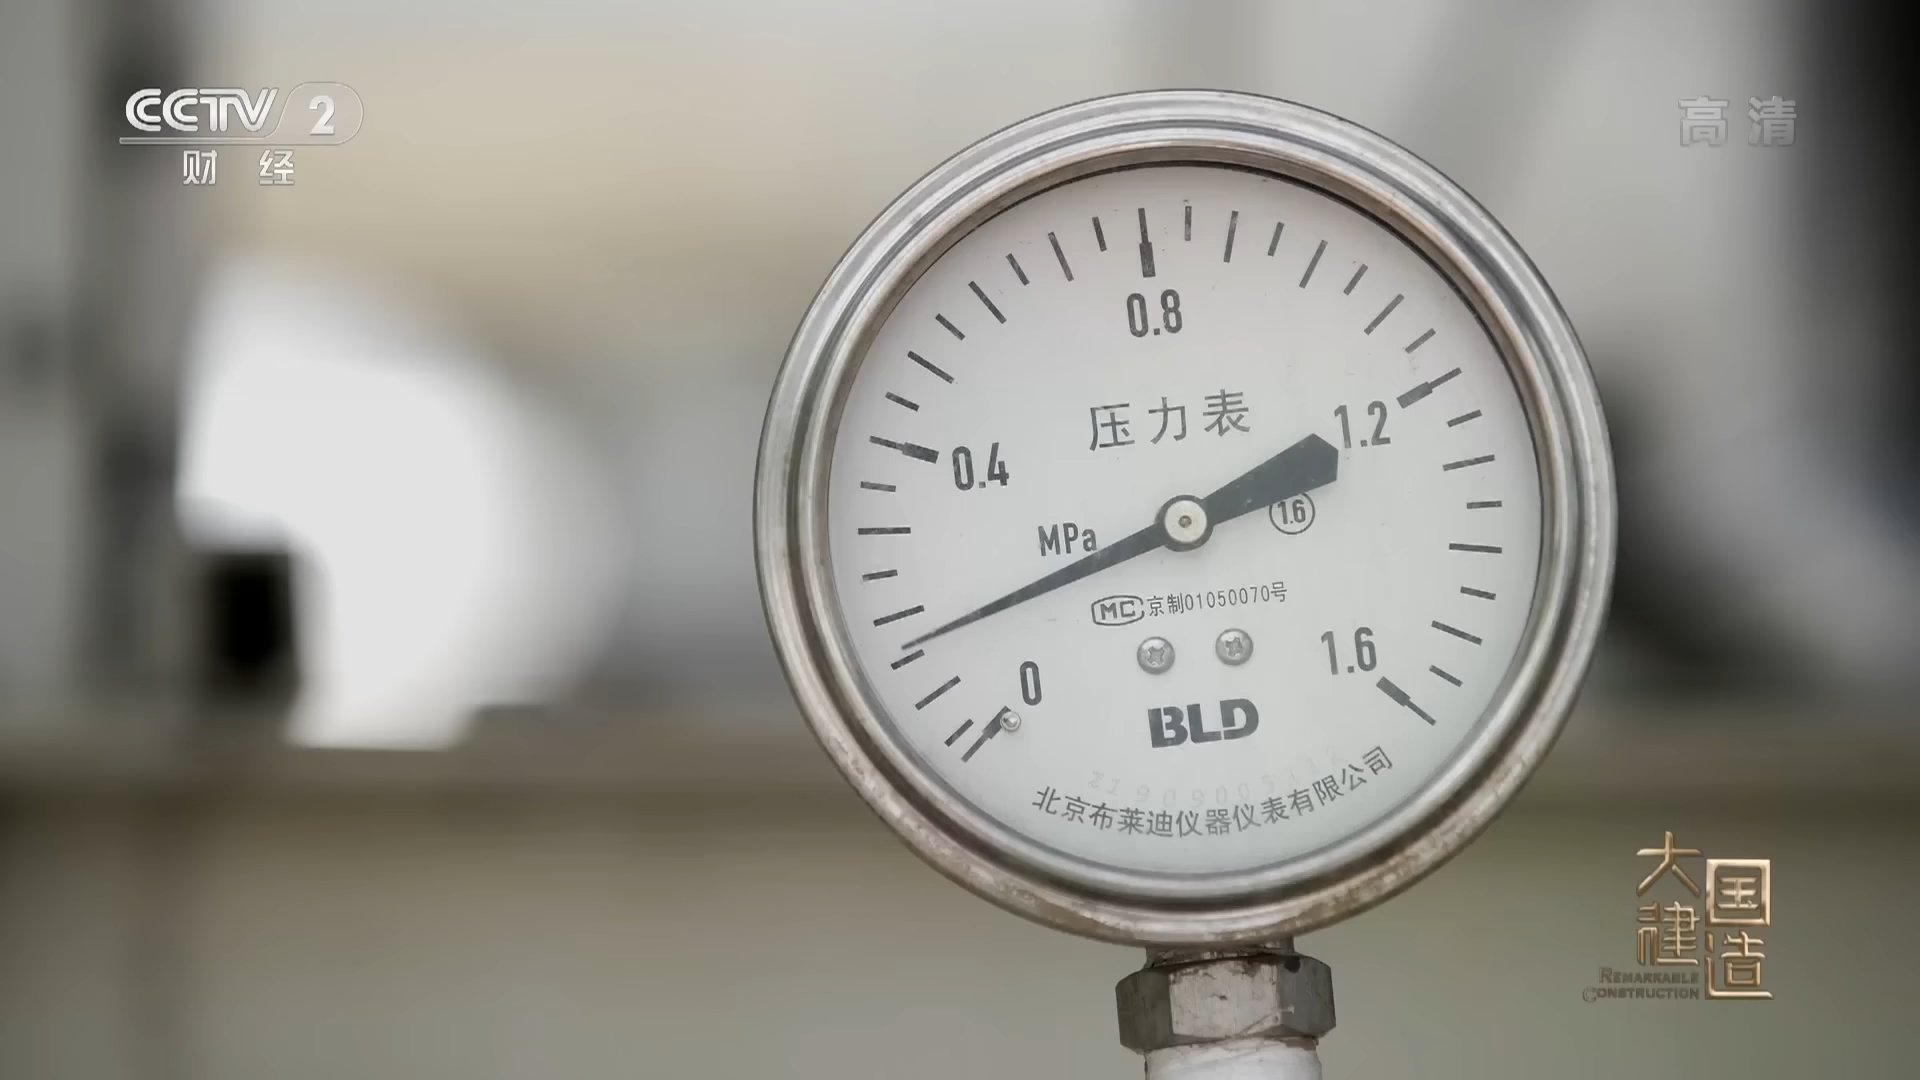 CCTV 2
财 经
高 清
0.8
压力表
1.2
0.4
1.6
MPa
MC 京制01050070号
0
1.6
BLD
北京布莱迪仪器仪表有限公司
大国
建造
REMARKABLE
CONSTRUCTION